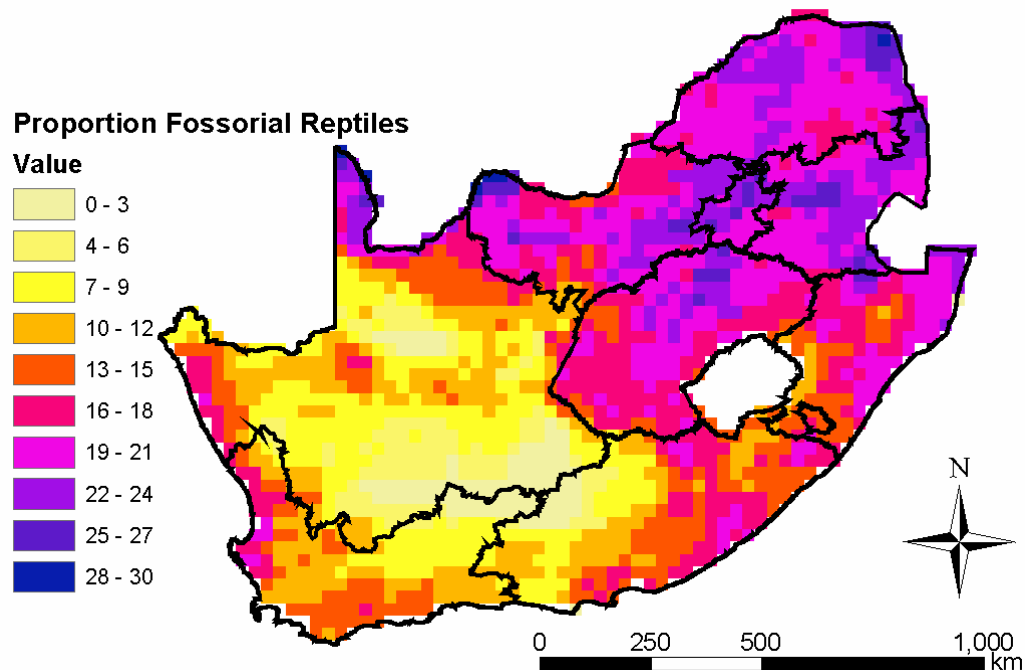 Proportion Fossorial Reptiles
Value
0 - 3
4 - 6
7 - 9
10 - 12
13 - 15
16 - 18
19 - 21
22 - 24
25 - 27
28 - 30
N
0 250 500 1,000
km